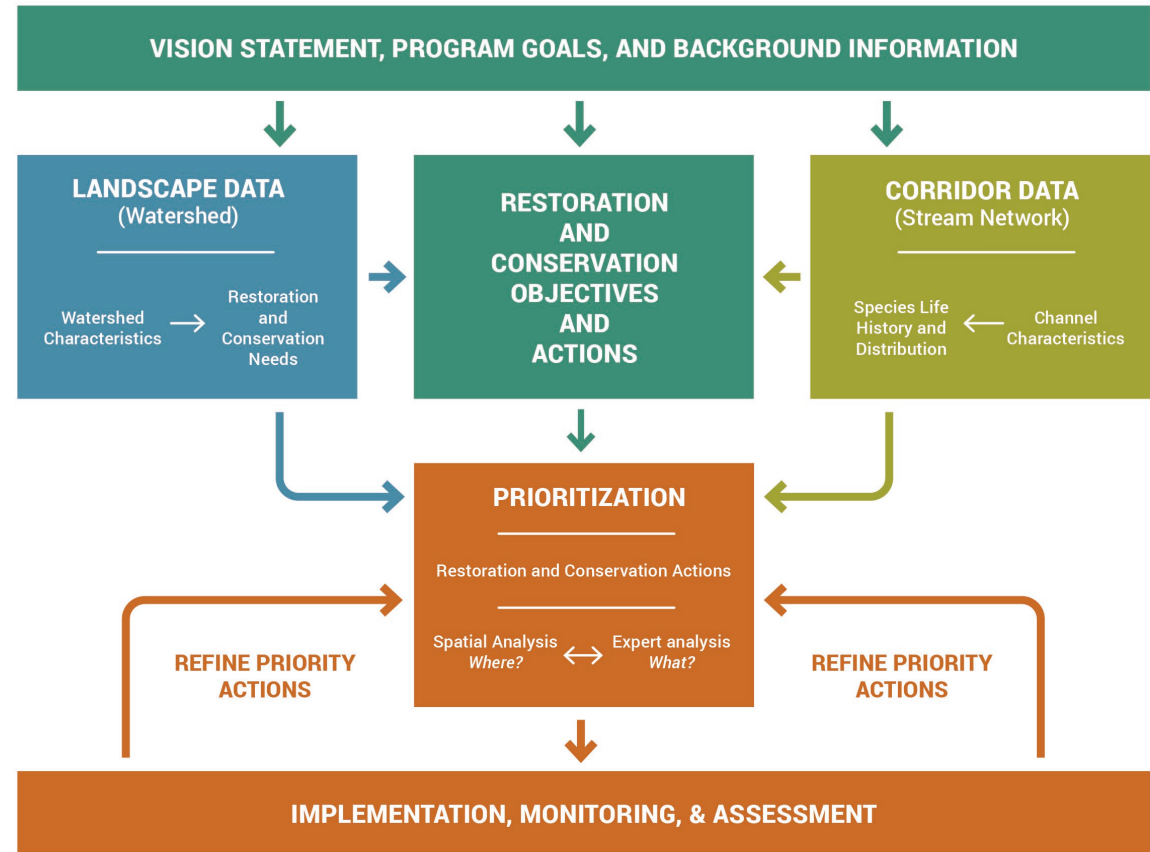 VISION STATEMENT, PROGRAM GOALS, AND BACKGROUND INFORMATION
LANDSCAPE DATA
(Watershed)
Watershed
Characteristics
Restoration
and
Conservation
Needs
RESTORATION
AND
CONSERVATION
OBJECTIVES
AND
ACTIONS
CORRIDOR DATA
(Stream Network)
Species Life
History and
Distribution
Channel
Characteristics
PRIORITIZATION
Restoration and Conservation Actions
Spatial Analysis
Where?
Expert analysis
What?
REFINE PRIORITY
ACTIONS
REFINE PRIORITY
ACTIONS
IMPLEMENTATION, MONITORING, & ASSESSMENT